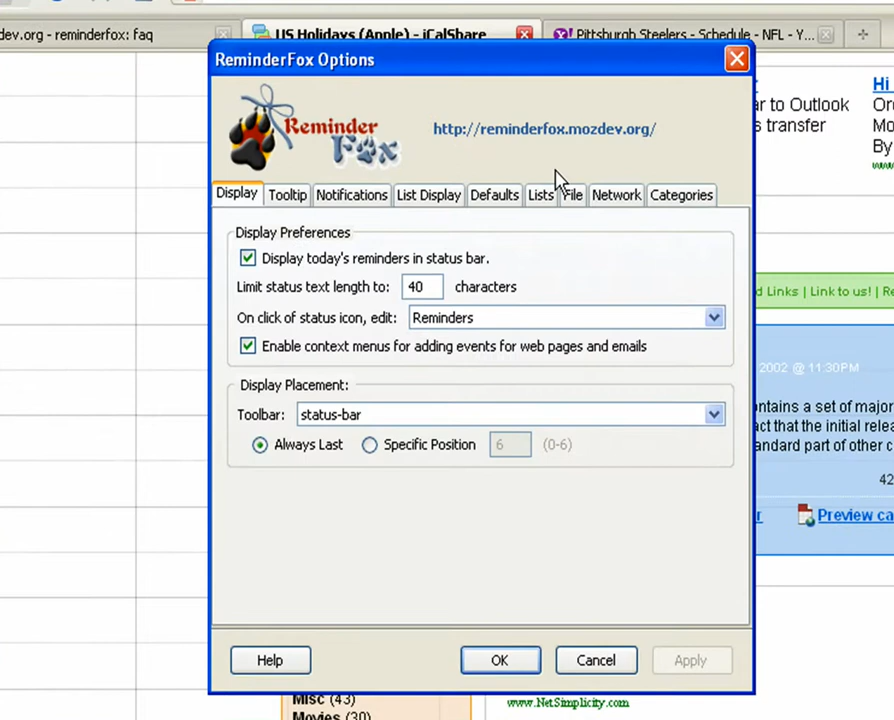 dev.org - reminderfox: faq
US Holidays (Apple) - iCalShare
Pittsburgh Steelers - Schedule - NFL - Y...
ReminderFox Options
Reminder
Fox
http://reminderfox.mozdev.org/
Display
Tooltip
Notifications
List Display
Defaults
Lists
File
Network
Categories
Display Preferences
Display today's reminders in status bar.
Limit status text length to: 40 characters
On click of status icon, edit: Reminders
Enable context menus for adding events for web pages and emails
Display Placement:
Toolbar: status-bar
Always Last
Specific Position 6 (0-6)
Help
OK
Cancel
Apply
Hi
ar to Outlook
s transfer
Mo
By
d Links | Link to us! | Re
2002 @ 11:30PM
ntains a set of major
act that the initial relea
andard part of other c
42
Preview ca
Misc (43)
Movies (30)
www.NetSimplicity.com